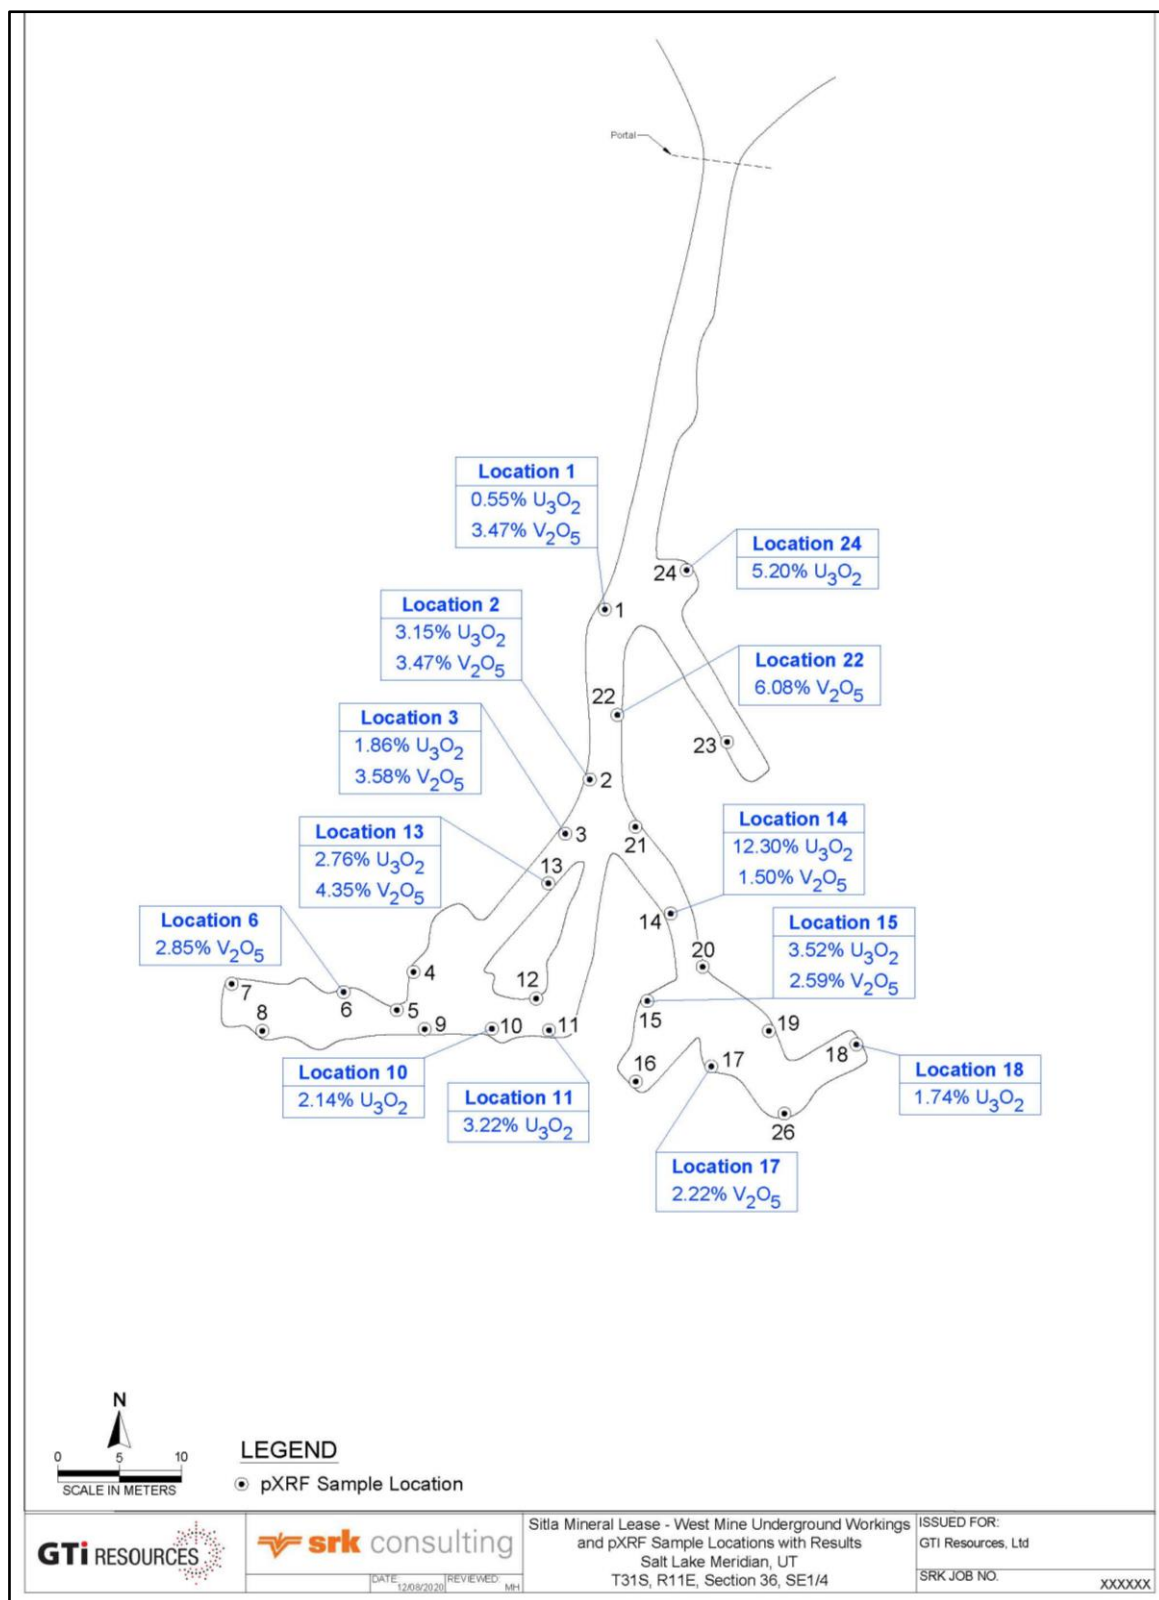 Portal
Location 1
0.55% U₃O₂
3.47% V₂O₅
Location 24
5.20% U₃O₂
24
1
Location 2
3.15% U₃O₂
3.47% V₂O₅
Location 22
6.08% V₂O₅
22
23
Location 3
1.86% U₃O₂
3.58% V₂O₅
2
3
21
Location 13
2.76% U₃O₂
4.35% V₂O₅
13
Location 14
12.30% U₃O₂
1.50% V₂O₅
14
Location 6
2.85% V₂O₅
Location 15
3.52% U₃O₂
2.59% V₂O₅
20
4
12
7
6
5
15
8
9
10
11
19
18
16
17
Location 10
2.14% U₃O₂
Location 11
3.22% U₃O₂
Location 18
1.74% U₃O₂
26
Location 17
2.22% V₂O₅
N
0 5 10
SCALE IN METERS
LEGEND
pXRF Sample Location
GTi RESOURCES
srk consulting
DATE 12/08/2020 REVIEWED: MH
Sitla Mineral Lease - West Mine Underground Workings
and pXRF Sample Locations with Results
Salt Lake Meridian, UT
T31S, R11E, Section 36, SE1/4
ISSUED FOR:
GTI Resources, Ltd
SRK JOB NO.
XXXXXX